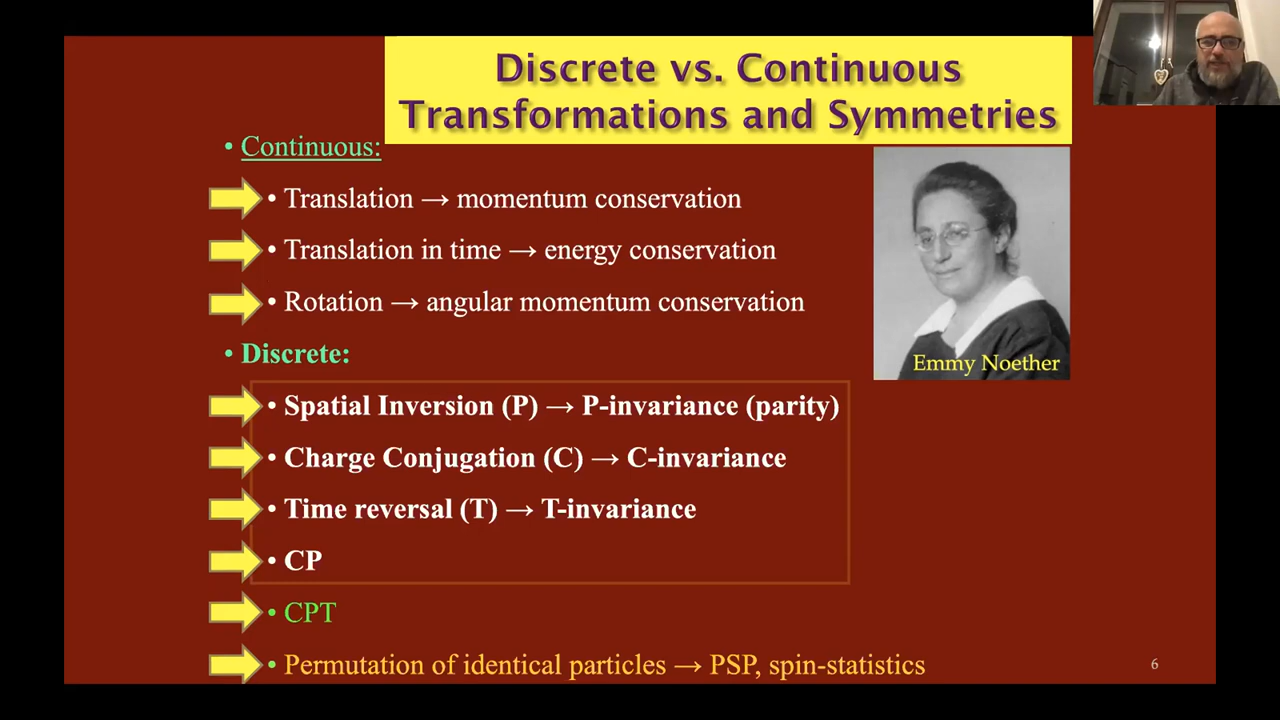 Discrete vs. Continuous
Transformations and Symmetries
• Continuous:
• Translation → momentum conservation
• Translation in time → energy conservation
• Rotation → angular momentum conservation
Emmy Noether
• Discrete:
• Spatial Inversion (P) → P-invariance (parity)
• Charge Conjugation (C) → C-invariance
• Time reversal (T) → T-invariance
• CP
• CPT
• Permutation of identical particles → PSP, spin-statistics
6